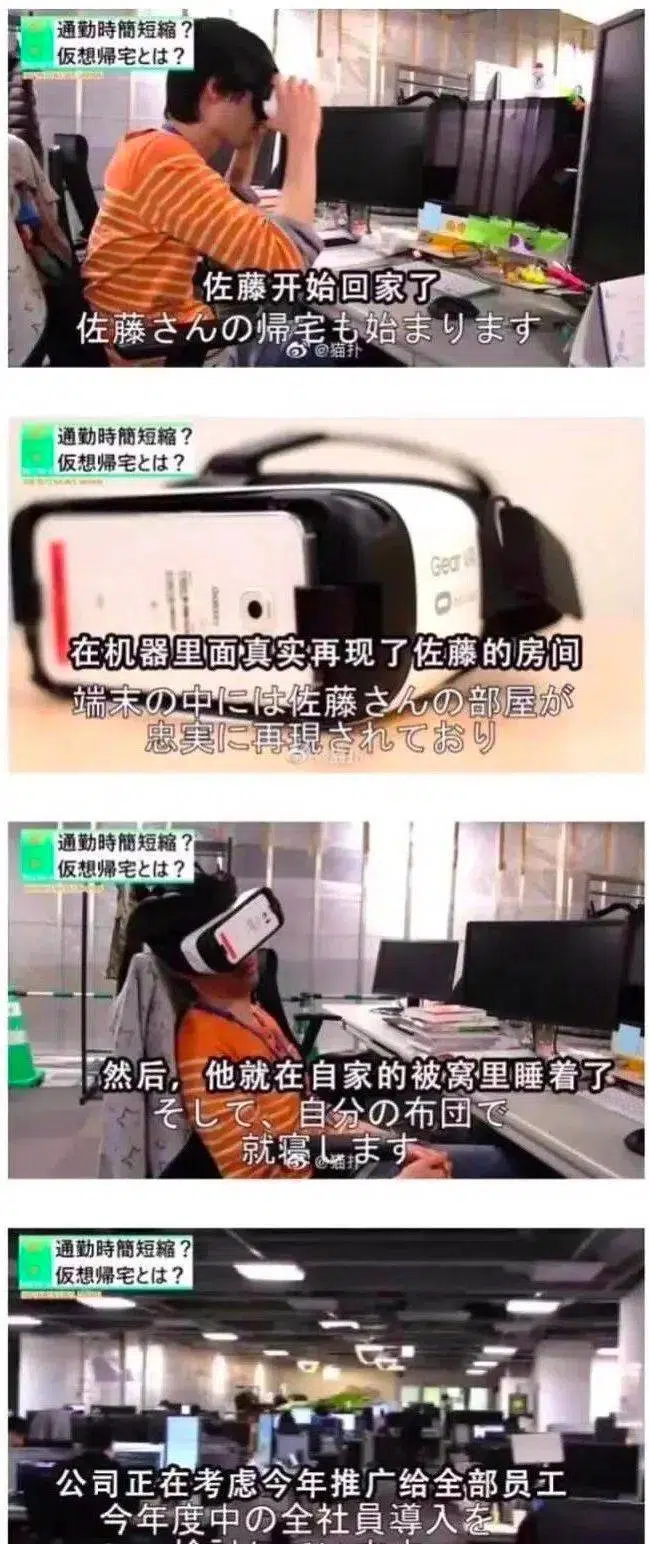 通勤時間短縮？
仮想帰宅とは？
佐藤开始回家了
佐藤さんの帰宅も始まります
@猫扑
通勤時間短縮？
仮想帰宅とは？
Gear VR
在机器里面真实再现了佐藤的房间
端末の中には佐藤さんの部屋が
忠実に再現されており
通勤時間短縮？
仮想帰宅とは？
然后，他就在自家的被窝里睡着了
そして、自分の布団で
就寝します
@猫扑
通勤時間短縮？
仮想帰宅とは？
公司正在考虑今年推广给全部员工
今年度中の全社員導入を